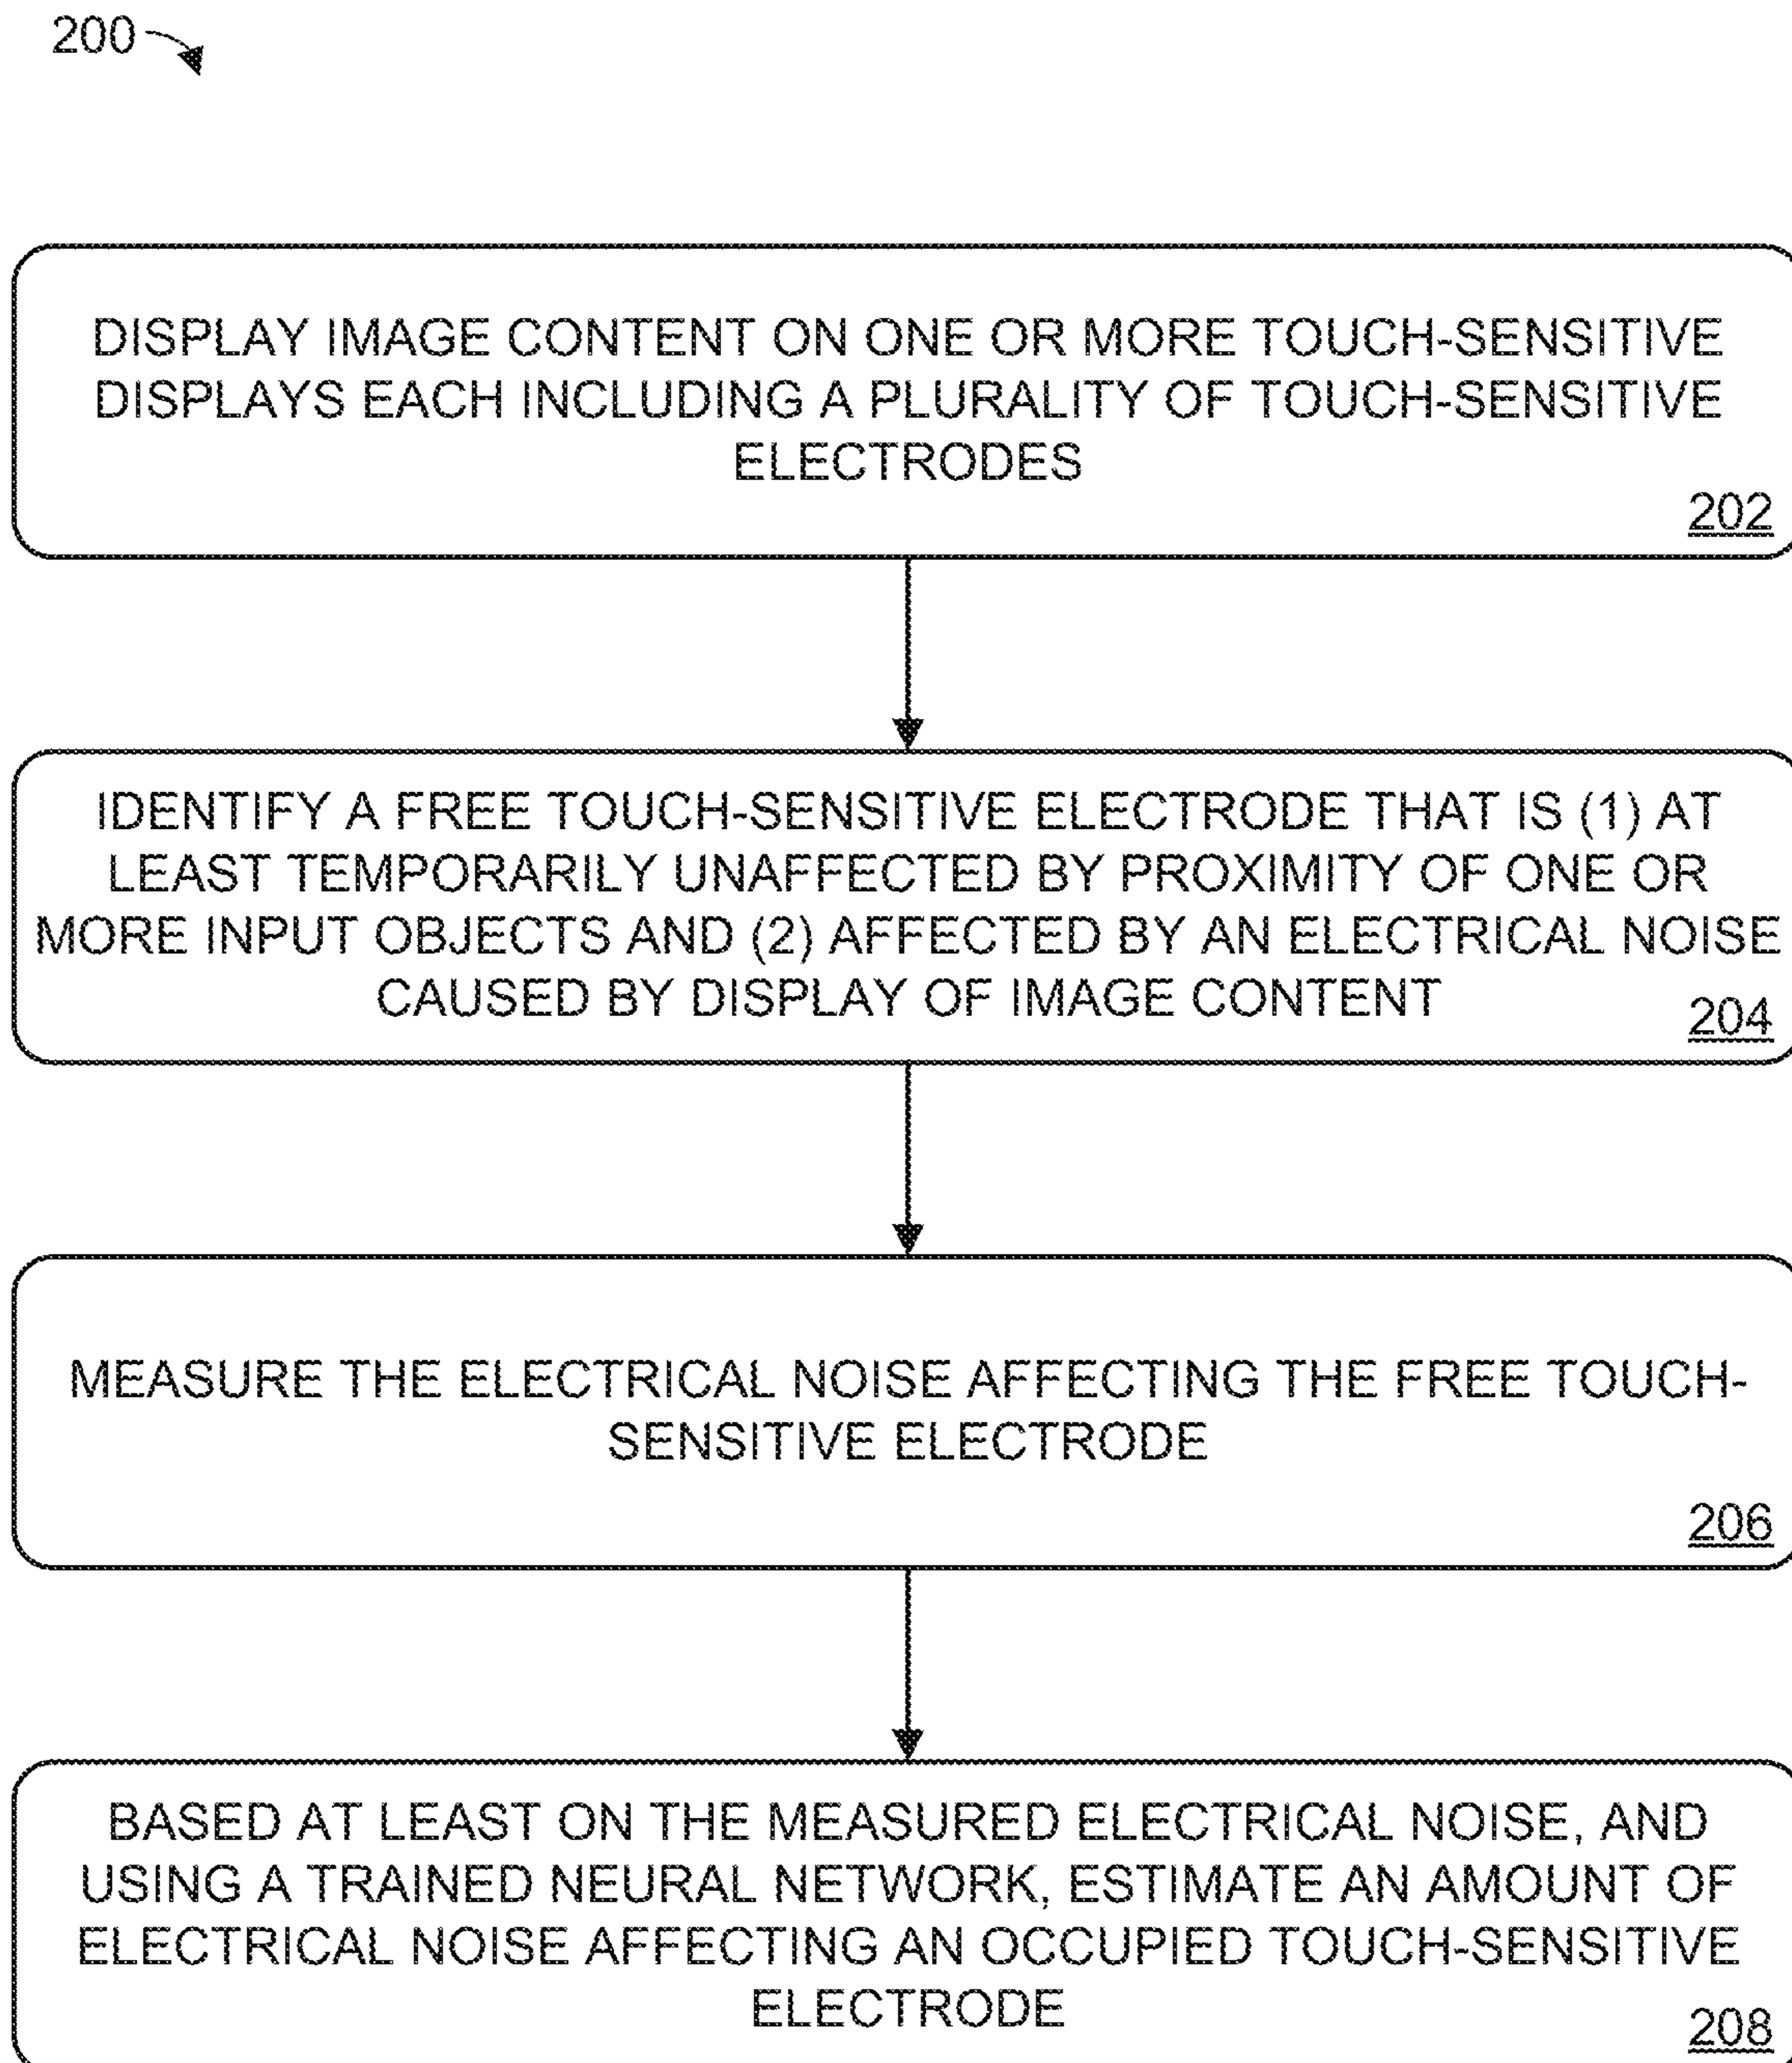 200
DISPLAY IMAGE CONTENT ON ONE OR MORE TOUCH-SENSITIVE
DISPLAYS EACH INCLUDING A PLURALITY OF TOUCH-SENSITIVE
ELECTRODES
202
IDENTIFY A FREE TOUCH-SENSITIVE ELECTRODE THAT IS (1) AT
LEAST TEMPORARILY UNAFFECTED BY PROXIMITY OF ONE OR
MORE INPUT OBJECTS AND (2) AFFECTED BY AN ELECTRICAL NOISE
CAUSED BY DISPLAY OF IMAGE CONTENT
204
MEASURE THE ELECTRICAL NOISE AFFECTING THE FREE TOUCH-
SENSITIVE ELECTRODE
206
BASED AT LEAST ON THE MEASURED ELECTRICAL NOISE, AND
USING A TRAINED NEURAL NETWORK, ESTIMATE AN AMOUNT OF
ELECTRICAL NOISE AFFECTING AN OCCUPIED TOUCH-SENSITIVE
ELECTRODE
208